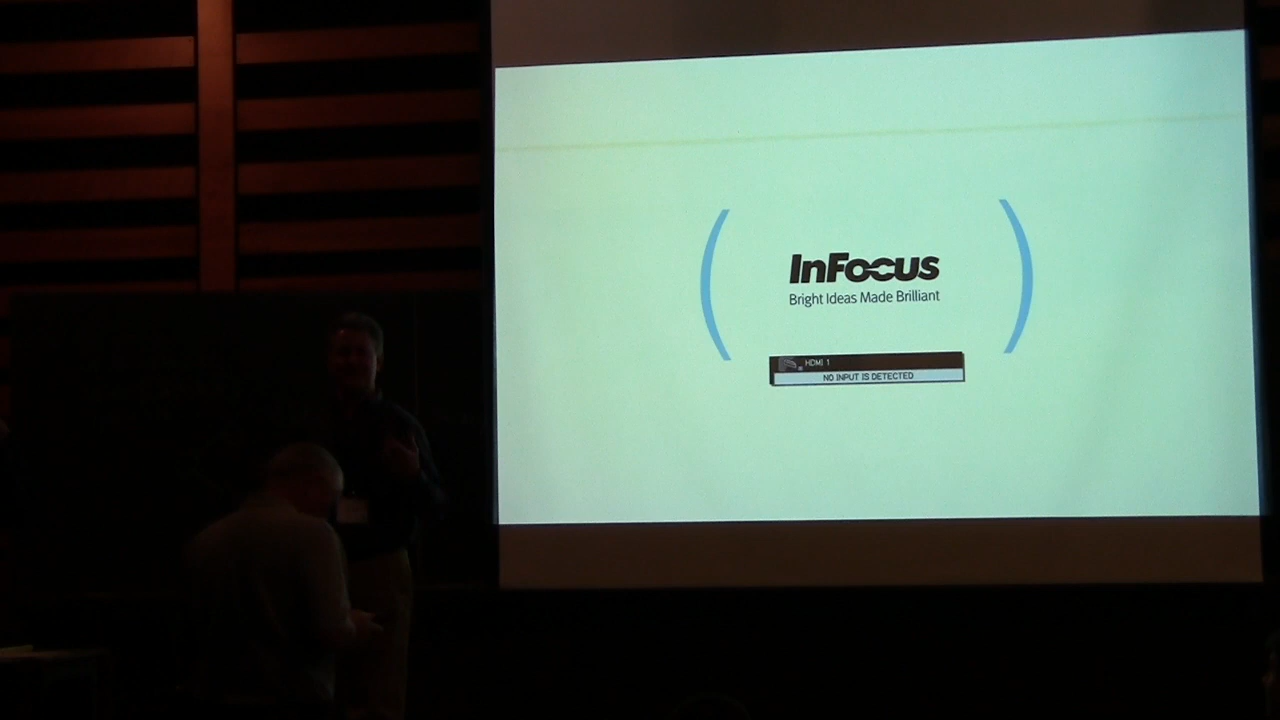 InFocus
Bright Ideas Made Brilliant
HDMI 1
NO INPUT IS DETECTED